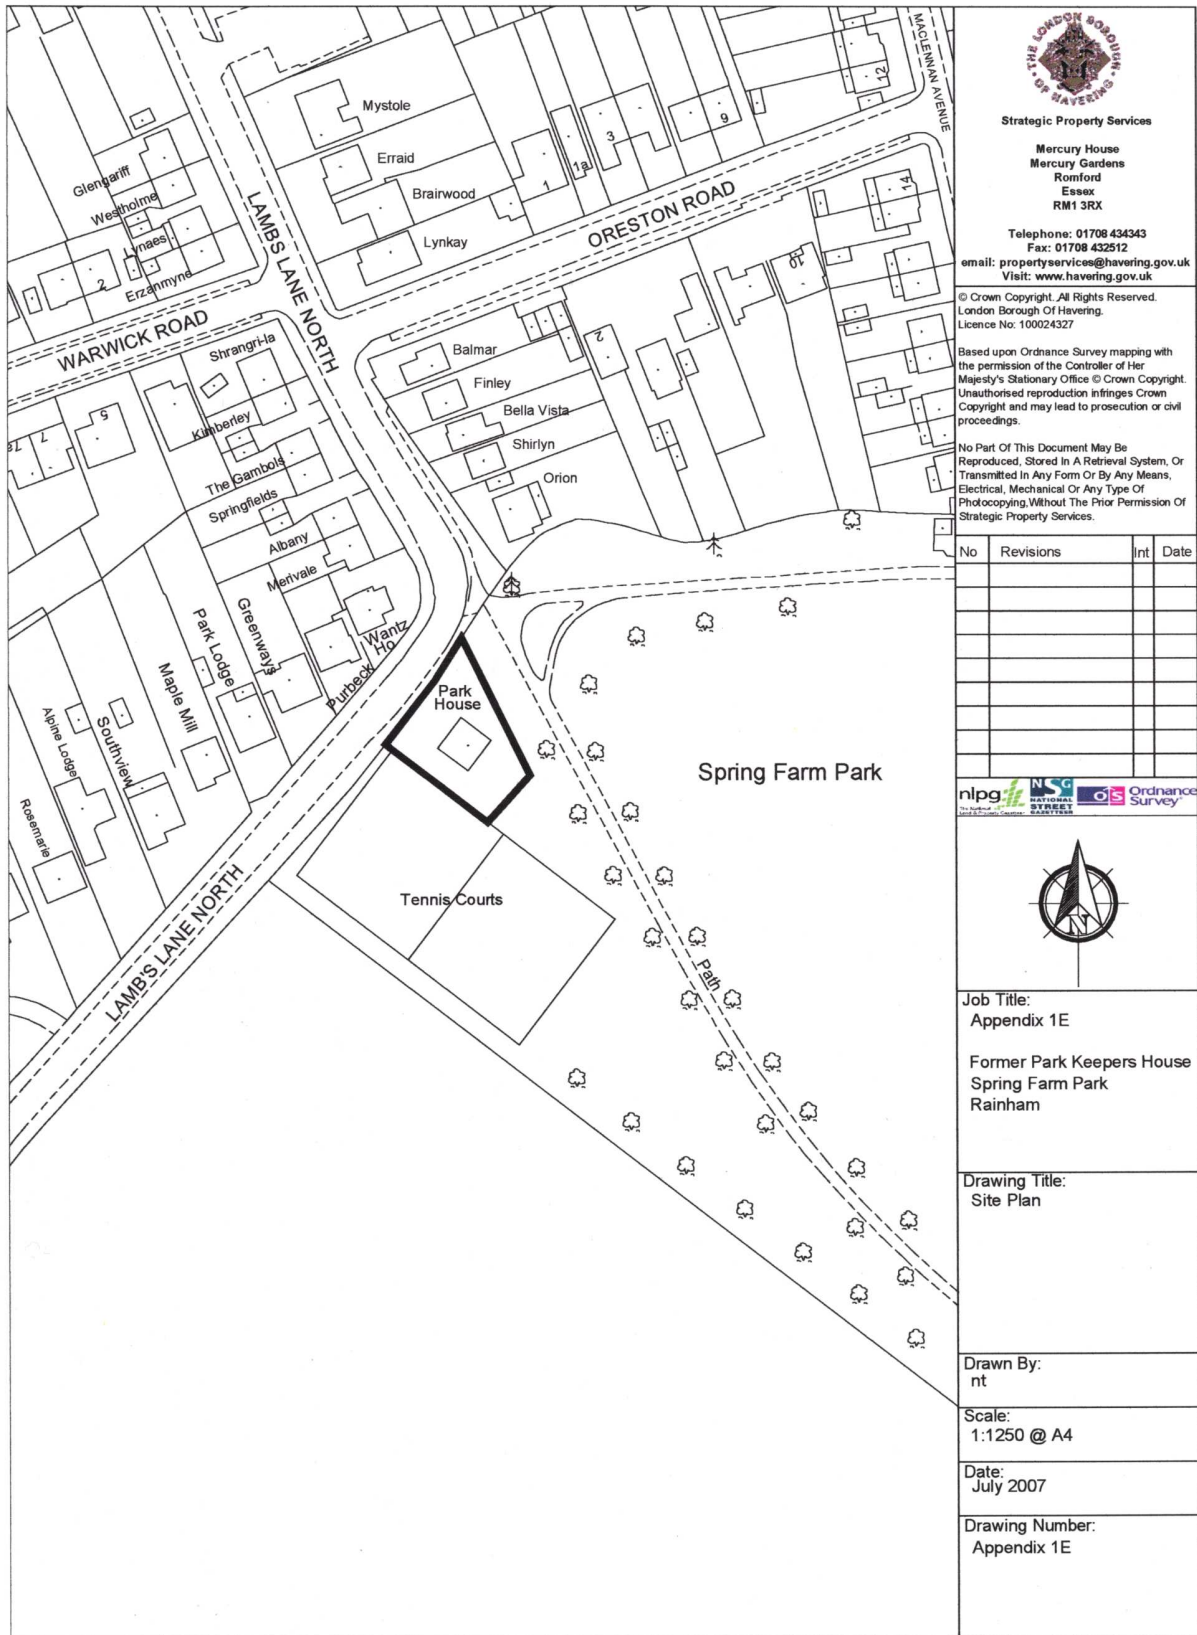 Mystole
Erraid
Brairwood
Lynkay
Glengariff
Westholme
Lynaes
Erzanmyne
2
1
1a
3
9
12
MACLENNAN AVENUE
LAMBS LANE NORTH
ORESTON ROAD
14
10
2
WARWICK ROAD
Shrangri-la
Kimberley
The Gambols
Springfields
Albany
Merivale
5
7
7a
Balmar
Finley
Bella Vista
Shirlyn
Orion
Wantz
Ho
Purbeck
Greenways
Park Lodge
Maple Mill
Southview
Alpine Lodge
Rosemarie
Park
House
Spring Farm Park
Tennis Courts
Path
LAMB'S LANE NORTH
THE LONDON BOROUGH
OF HAVERING
Strategic Property Services
Mercury House
Mercury Gardens
Romford
Essex
RM1 3RX
Telephone: 01708 434343
Fax: 01708 432512
email: propertyservices@havering.gov.uk
Visit: www.havering.gov.uk
© Crown Copyright. All Rights Reserved.
London Borough Of Havering.
Licence No: 100024327
Based upon Ordnance Survey mapping with
the permission of the Controller of Her
Majesty's Stationary Office © Crown Copyright.
Unauthorised reproduction infringes Crown
Copyright and may lead to prosecution or civil
proceedings.
No Part Of This Document May Be
Reproduced, Stored In A Retrieval System, Or
Transmitted In Any Form Or By Any Means,
Electrical, Mechanical Or Any Type Of
Photocopying,Without The Prior Permission Of
Strategic Property Services.
No Revisions Int Date
nlpg
NSG
NATIONAL
STREET
GAZETTEER
OS Ordnance
Survey
N
Job Title:
Appendix 1E
Former Park Keepers House
Spring Farm Park
Rainham
Drawing Title:
Site Plan
Drawn By:
nt
Scale:
1:1250 @ A4
Date:
July 2007
Drawing Number:
Appendix 1E